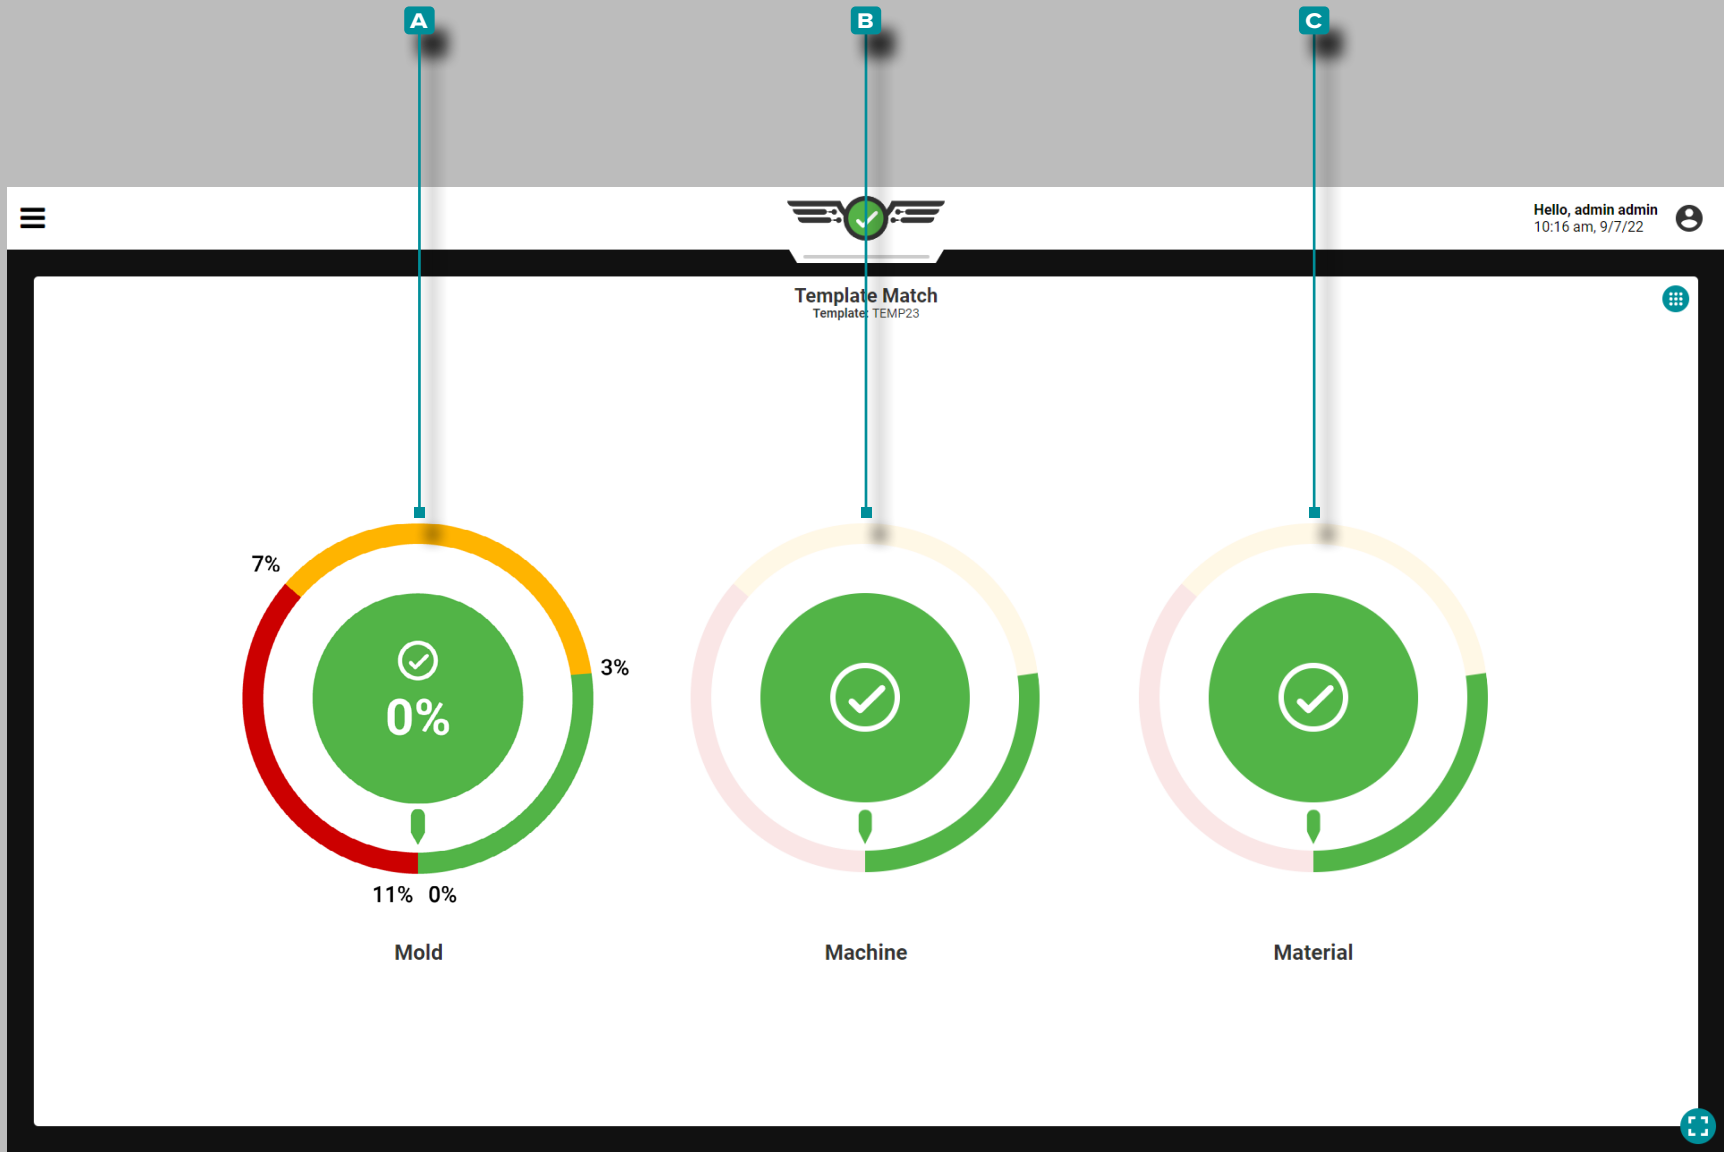 A
B
C
Hello, admin admin
10:16 am, 9/7/22
Template Match
Template: TEMP23
7%
3%
0%
11% 0%
Mold
Machine
Material